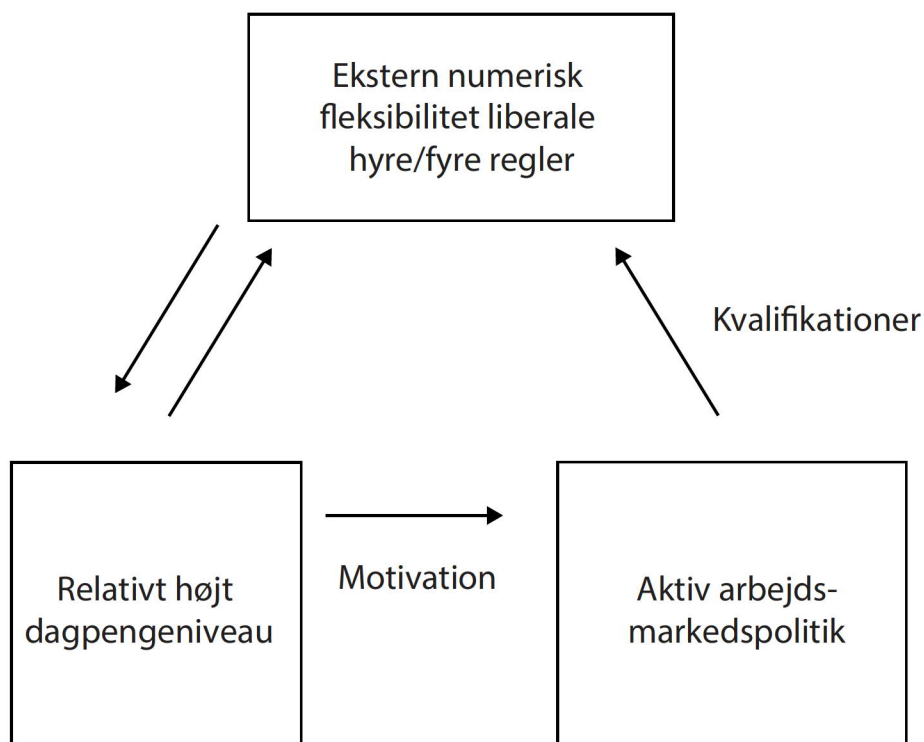 Ekstern numerisk
fleksibilitet liberale
hyre/fyre regler
Kvalifikationer
Relativt højt
dagpengeniveau
Motivation
Aktiv arbejds-
markedspolitik